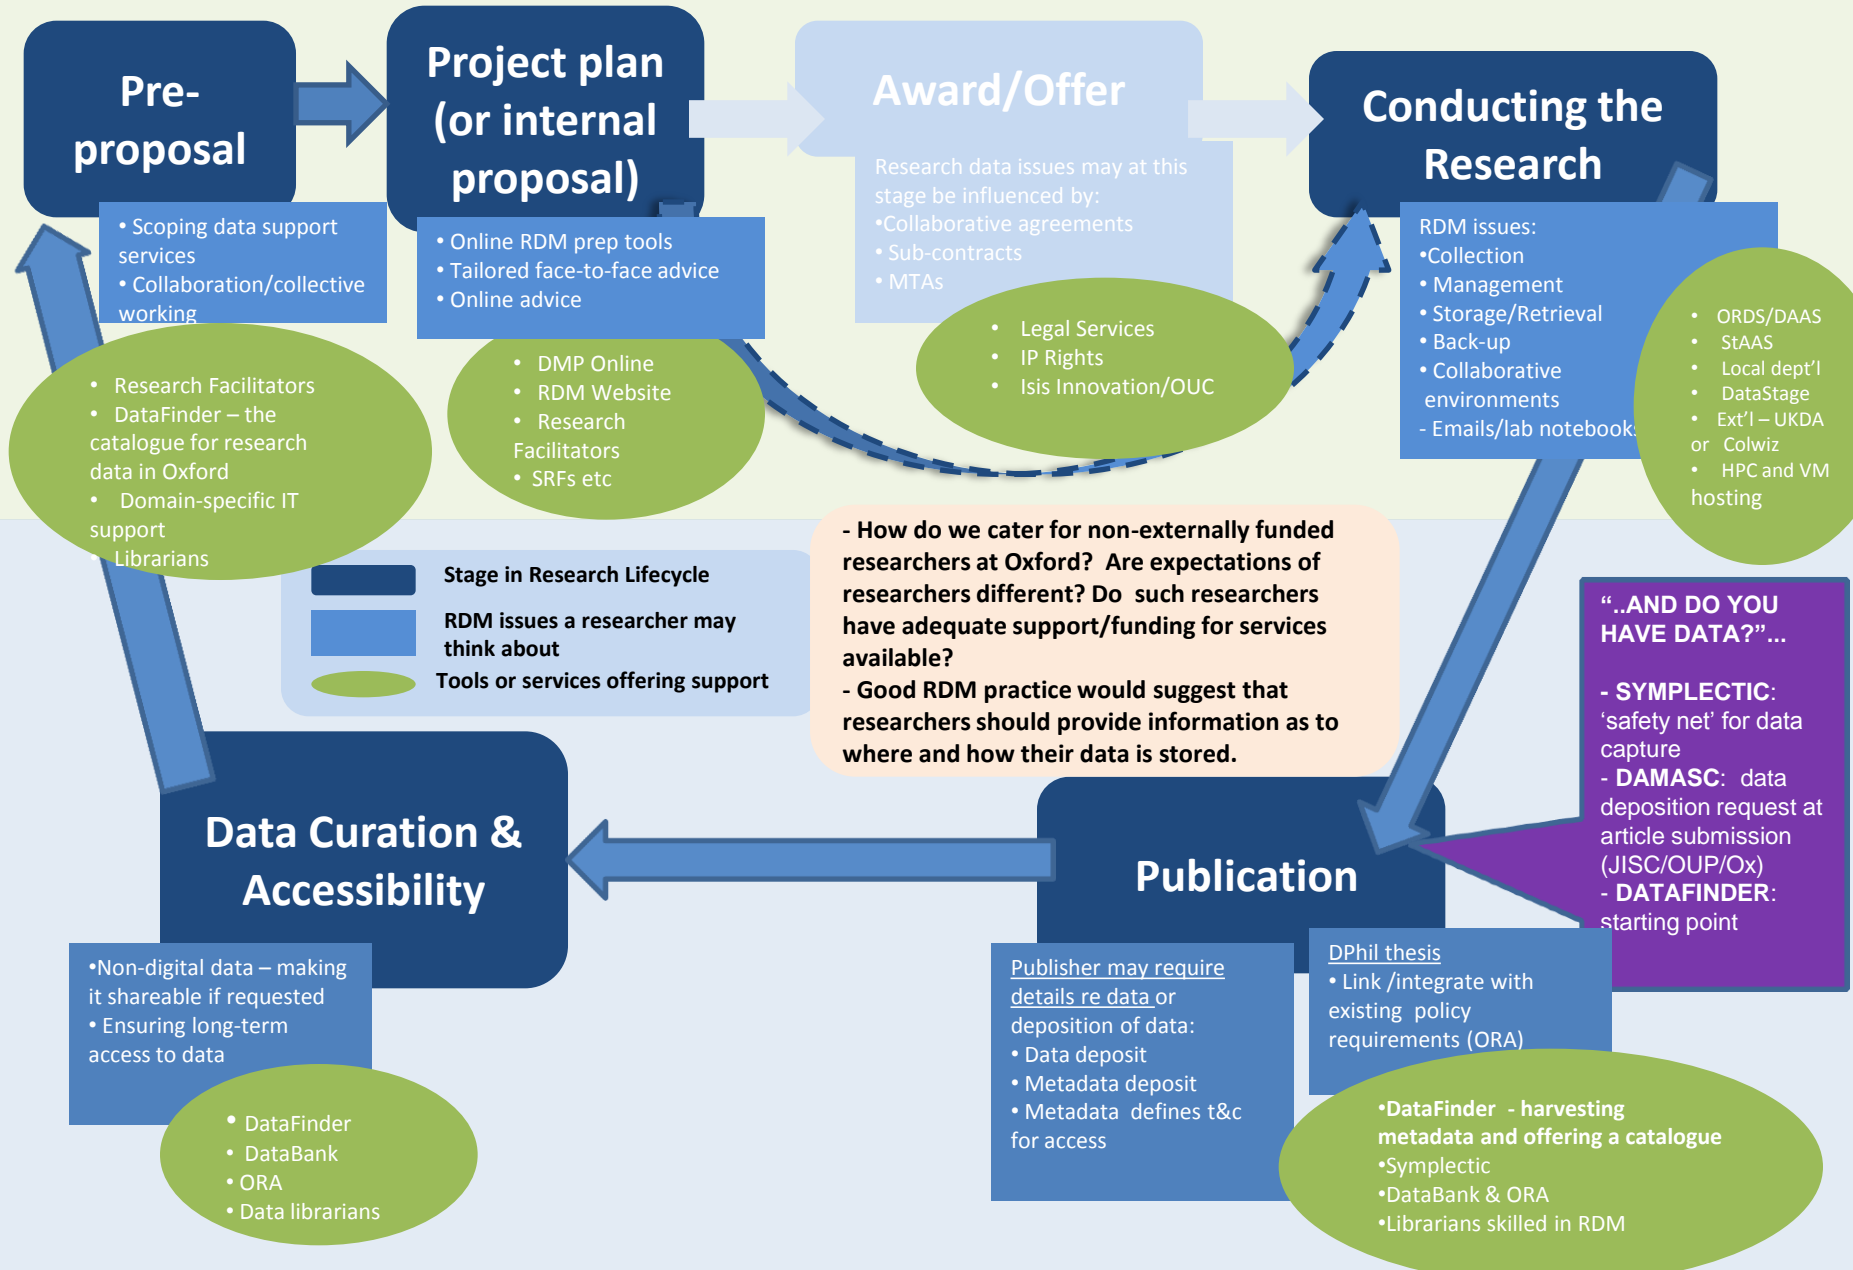 Pre-
proposal
• Scoping data support
services
• Collaboration/collective
working
• Research Facilitators
• DataFinder – the
catalogue for research
data in Oxford
• Domain-specific IT
support
• Librarians
Project plan
(or internal
proposal)
• Online RDM prep tools
• Tailored face-to-face advice
• Online advice
• DMP Online
• RDM Website
• Research
Facilitators
• SRFs etc
Award/Offer
Research data issues may at this
stage be influenced by:
•Collaborative agreements
• Sub-contracts
• MTAs
• Legal Services
• IP Rights
• Isis Innovation/OUC
Conducting the
Research
RDM issues:
•Collection
• Management
• Storage/Retrieval
• Back-up
• Collaborative
environments
- Emails/lab notebooks
• ORDS/DAAS
• StAAS
• Local dept’l
• DataStage
• Ext’l – UKDA
or Colwiz
• HPC and VM
hosting
Stage in Research Lifecycle
RDM issues a researcher may
think about
Tools or services offering support
- How do we cater for non-externally funded
researchers at Oxford? Are expectations of
researchers different? Do such researchers
have adequate support/funding for services
available?
- Good RDM practice would suggest that
researchers should provide information as to
where and how their data is stored.
“..AND DO YOU
HAVE DATA?”...
- SYMPLECTIC:
‘safety net’ for data
capture
- DAMASC: data
deposition request at
article submission
(JISC/OUP/Ox)
- DATAFINDER:
starting point
Publication
Publisher may require
details re data or
deposition of data:
• Data deposit
• Metadata deposit
• Metadata defines t&c
for access
DPhil thesis
• Link /integrate with
existing policy
requirements (ORA)
•DataFinder - harvesting
metadata and offering a catalogue
•Symplectic
•DataBank & ORA
•Librarians skilled in RDM
Data Curation &
Accessibility
•Non-digital data – making
it shareable if requested
• Ensuring long-term
access to data
• DataFinder
• DataBank
• ORA
• Data librarians